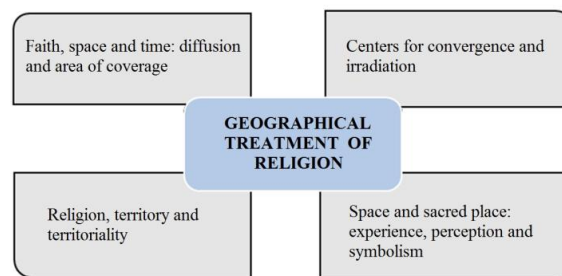 Faith, space and time: diffusion
and area of coverage
Centers for convergence and
irradiation
GEOGRAPHICAL
TREATMENT OF
RELIGION
Religion, territory and
territoriality
Space and sacred place:
experience, perception and
symbolism